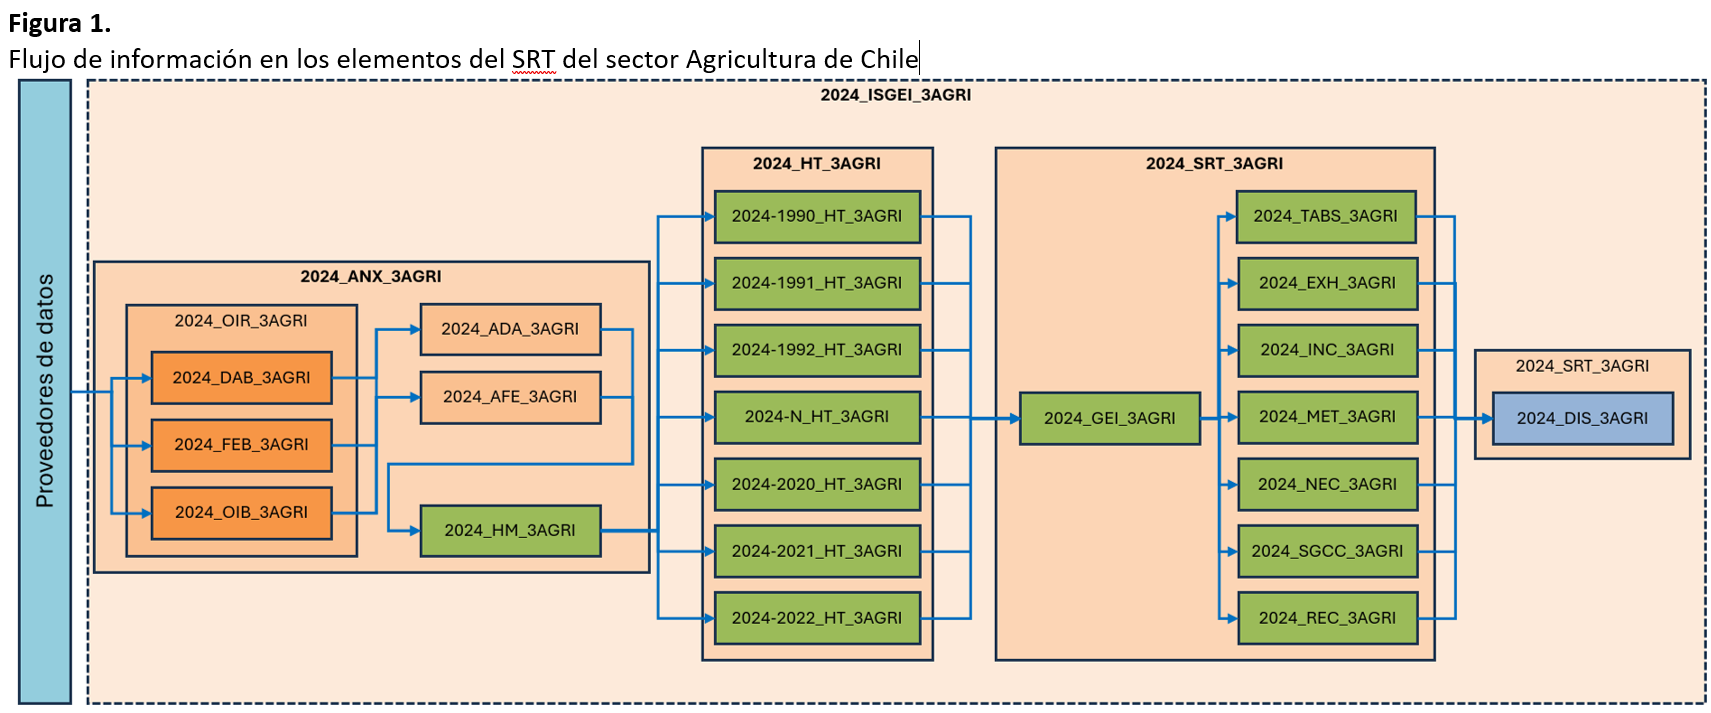 Figura 1.
Flujo de información en los elementos del SRT del sector Agricultura de Chile
Proveedores de datos
2024_ISGEI_3AGRI
2024_ANX_3AGRI
2024_OIR_3AGRI
2024_DAB_3AGRI
2024_FEB_3AGRI
2024_OIB_3AGRI
2024_ADA_3AGRI
2024_AFE_3AGRI
2024_HM_3AGRI
2024_HT_3AGRI
2024-1990_HT_3AGRI
2024-1991_HT_3AGRI
2024-1992_HT_3AGRI
2024-N_HT_3AGRI
2024-2020_HT_3AGRI
2024-2021_HT_3AGRI
2024-2022_HT_3AGRI
2024_SRT_3AGRI
2024_GEI_3AGRI
2024_TABS_3AGRI
2024_EXH_3AGRI
2024_INC_3AGRI
2024_MET_3AGRI
2024_NEC_3AGRI
2024_SGCC_3AGRI
2024_REC_3AGRI
2024_SRT_3AGRI
2024_DIS_3AGRI